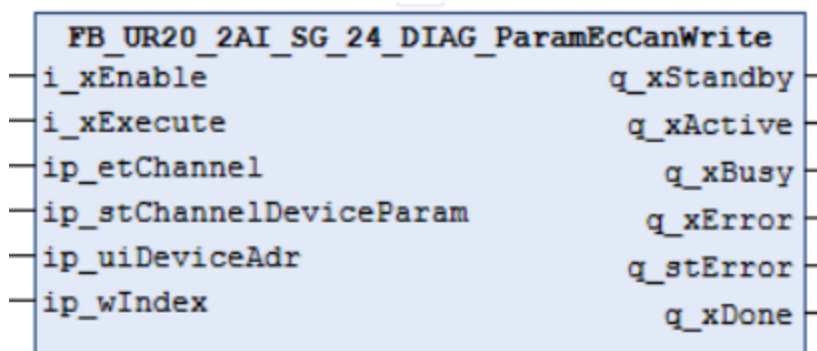 FB_UR20_2AI_SG_24_DIAG_ParamEcCanWrite
i_xEnable q_xStandby
i_xExecute q_xActive
ip_etChannel q_xBusy
ip_stChannelDeviceParam q_xError
ip_uiDeviceAdr q_stError
ip_wIndex q_xDone